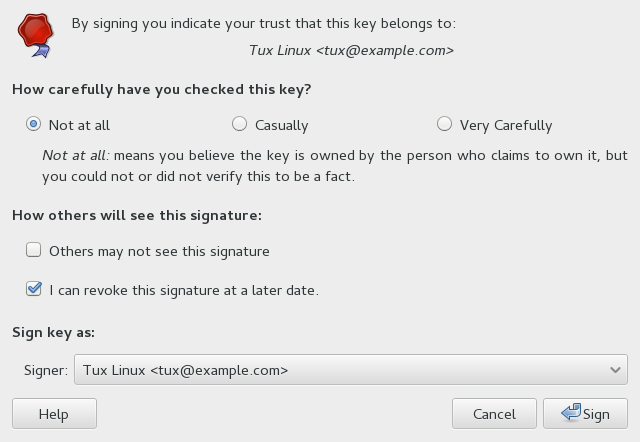 By signing you indicate your trust that this key belongs to:
Tux Linux <tux@example.com>
How carefully have you checked this key?
Not at all
Casually
Very Carefully
Not at all: means you believe the key is owned by the person who claims to own it, but
you could not or did not verify this to be a fact.
How others will see this signature:
Others may not see this signature
I can revoke this signature at a later date.
Sign key as:
Signer: Tux Linux <tux@example.com>
Help
Cancel
Sign